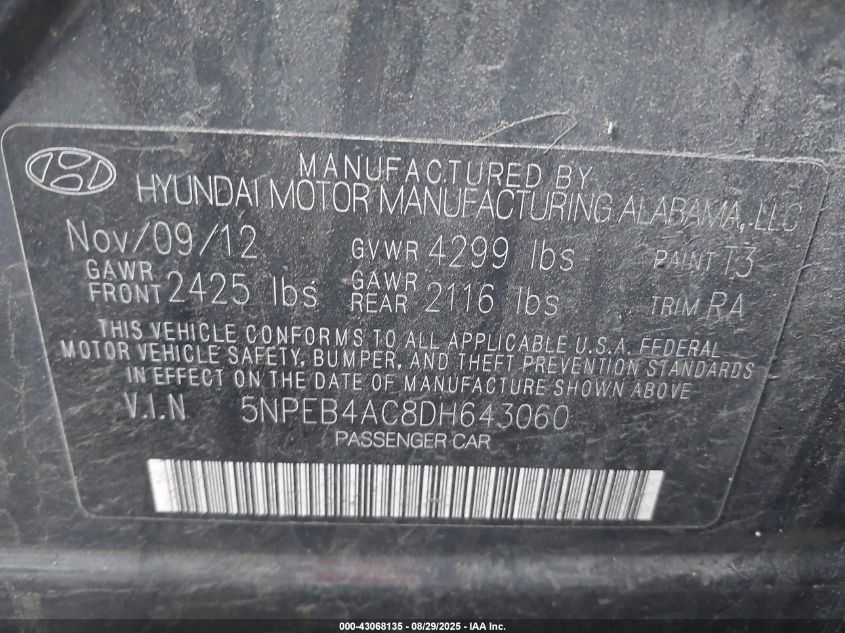 MANUFACTURED BY
HYUNDAI MOTOR MANUFACTURING ALABAMA, LLC
Nov/09/12 GVWR 4299 lbs PAINT T3
GAWR FRONT 2425 lbs GAWR REAR 2116 lbs TRIM RA
THIS VEHICLE CONFORMS TO ALL APPLICABLE U.S.A. FEDERAL
MOTOR VEHICLE SAFETY, BUMPER, AND THEFT PREVENTION STANDARDS
IN EFFECT ON THE DATE OF MANUFACTURE SHOWN ABOVE
V.I.N 5NPEB4AC8DH643060
PASSENGER CAR
000-43068135 - 08/29/2025 - IAA Inc.